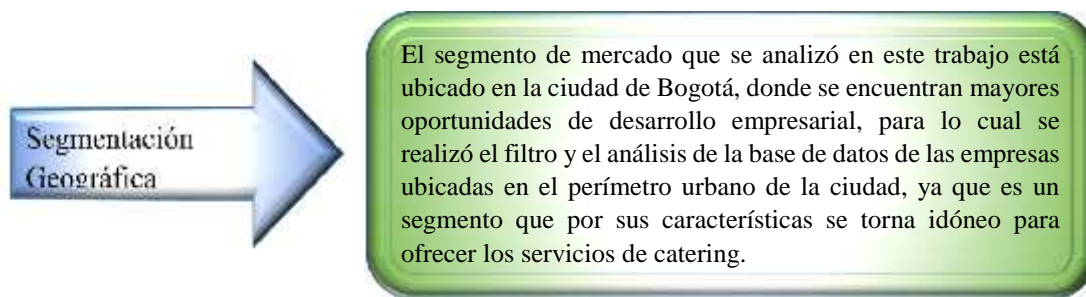 Segmentación
Geográfica
El segmento de mercado que se analizó en este trabajo está
ubicado en la ciudad de Bogotá, donde se encuentran mayores
oportunidades de desarrollo empresarial, para lo cual se
realizó el filtro y el análisis de la base de datos de las empresas
ubicadas en el perímetro urbano de la ciudad, ya que es un
segmento que por sus características se torna idóneo para
ofrecer los servicios de catering.